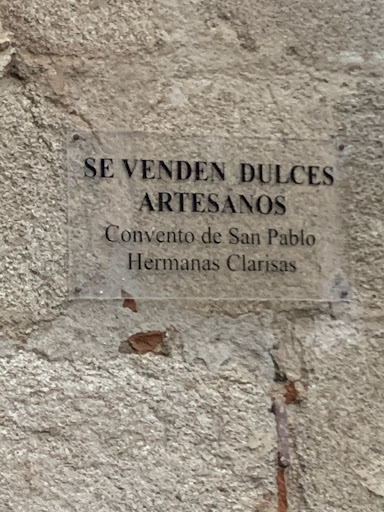 SE VENDEN DULCES
ARTESANOS
Convento de San Pablo
Hermanas Clarisas